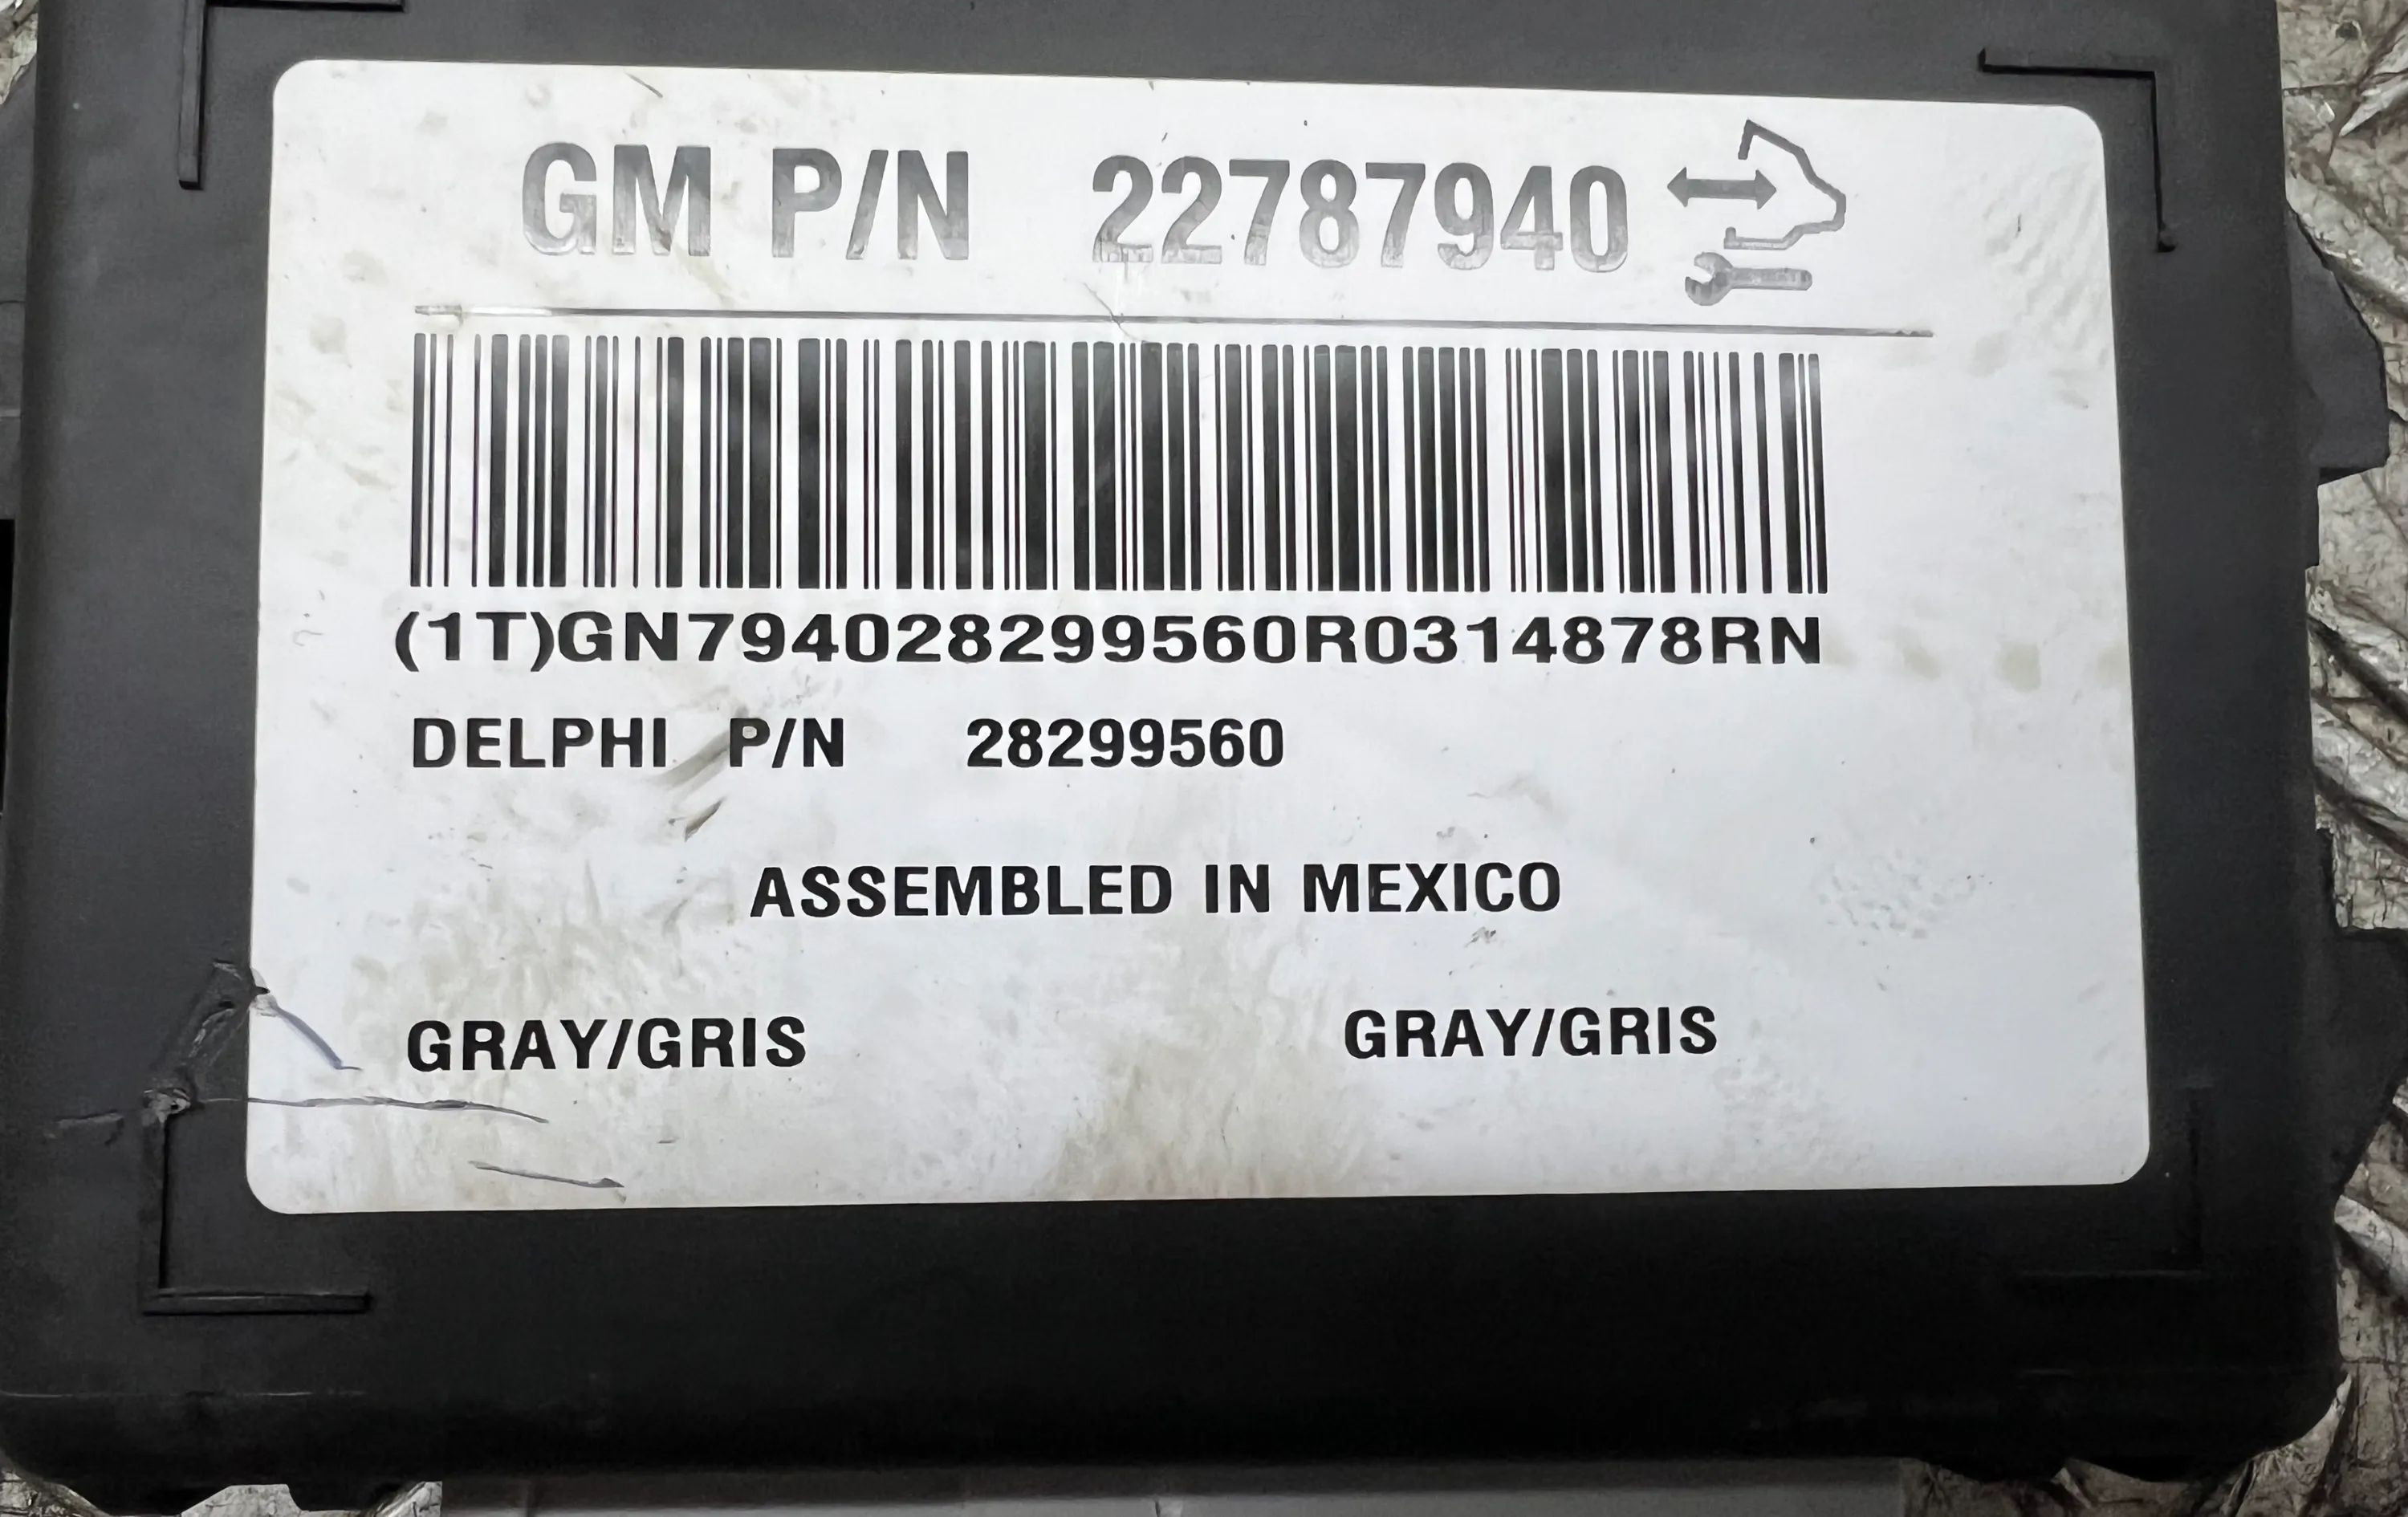 GM P/N 22787940
(1T)GN794028299560R0314878RN
DELPHI P/N 28299560
ASSEMBLED IN MEXICO
GRAY/GRIS GRAY/GRIS